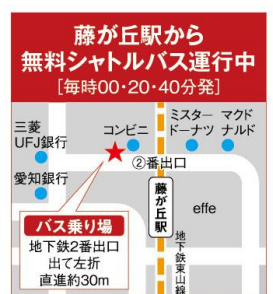 藤が丘駅から
無料シャトルバス運行中
[毎時00・20・40分発]
三菱
UFJ銀行
コンビニ
ミスター
ドーナツ
マクド
ナルド
②番出口
愛知銀行
藤が丘駅
effe
バス乗り場
地下鉄2番出口
出て左折
直進約30m
地下鉄東山線